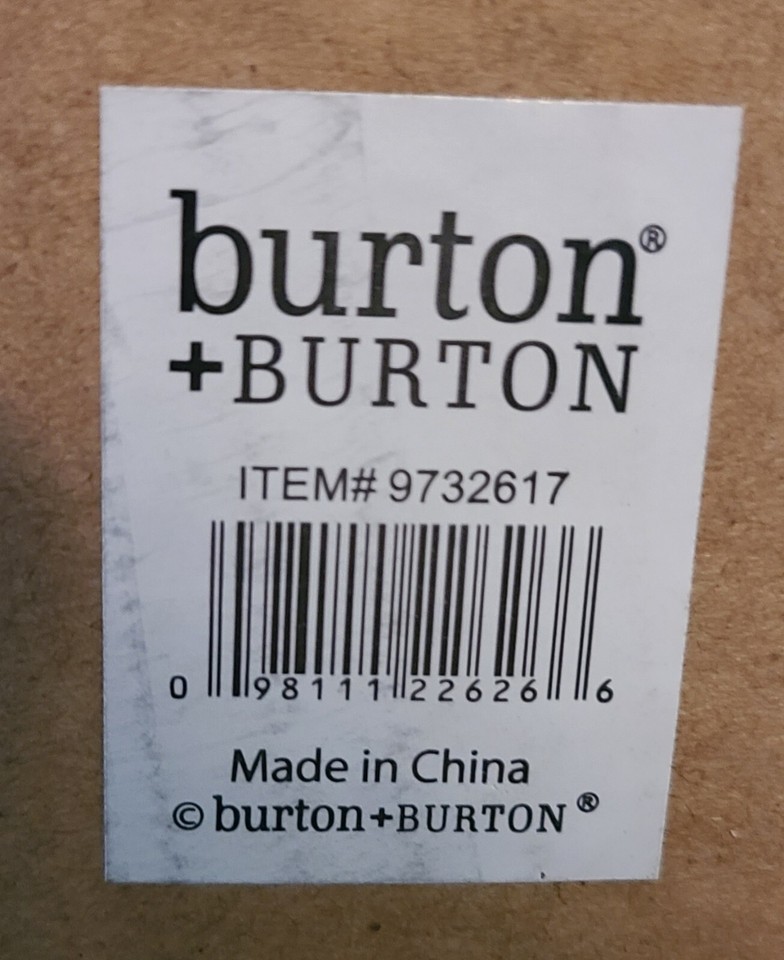 burton®
+BURTON
ITEM# 9732617
0 98111 22626 6
Made in China
© burton+BURTON ®